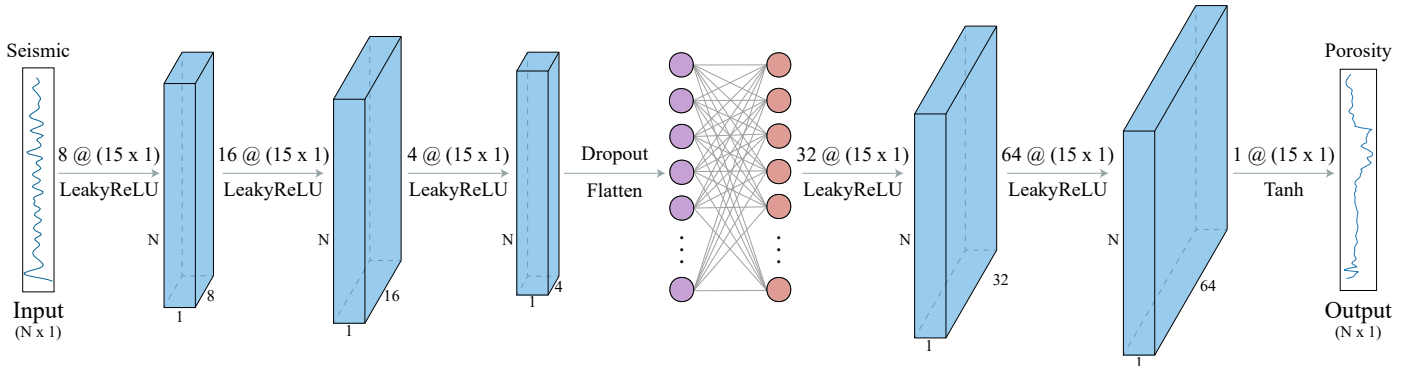 Seismic
Input
(N x 1)
8 @ (15 x 1)
LeakyReLU
N
1
8
16 @ (15 x 1)
LeakyReLU
N
1
16
4 @ (15 x 1)
LeakyReLU
N
1
4
Dropout
Flatten
32 @ (15 x 1)
LeakyReLU
N
1
32
64 @ (15 x 1)
LeakyReLU
N
1
64
1 @ (15 x 1)
Tanh
Porosity
Output
(N x 1)